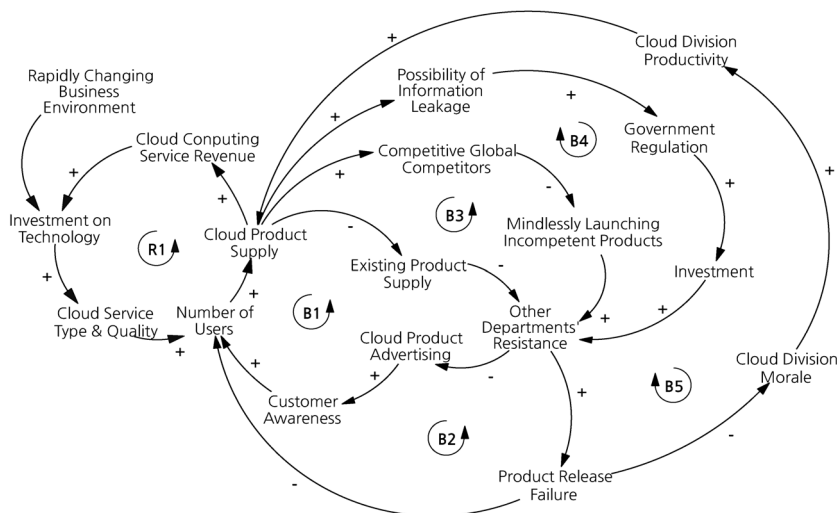 Cloud Division
Productivity
+
Rapidly Changing
Business
Environment
Possibility of
Information
Leakage
+
+
Government
Regulation
B4
Cloud Conputing
Service Revenue
Competitive Global
Competitors
+
+
+
-
+
+
Investment on
Technology
R1
Cloud Product
Supply
B3
Mindlessly Launching
Incompetent Products
-
Existing Product
Supply
-
Investment
+
+
Cloud Service
Type & Quality
Number of
Users
+
B1
Other
Departments'
Resistance
+
+
+
Cloud Product
Advertising
Cloud Division
Morale
+
+
-
B5
+
Customer
Awareness
B2
-
Product Release
Failure
-